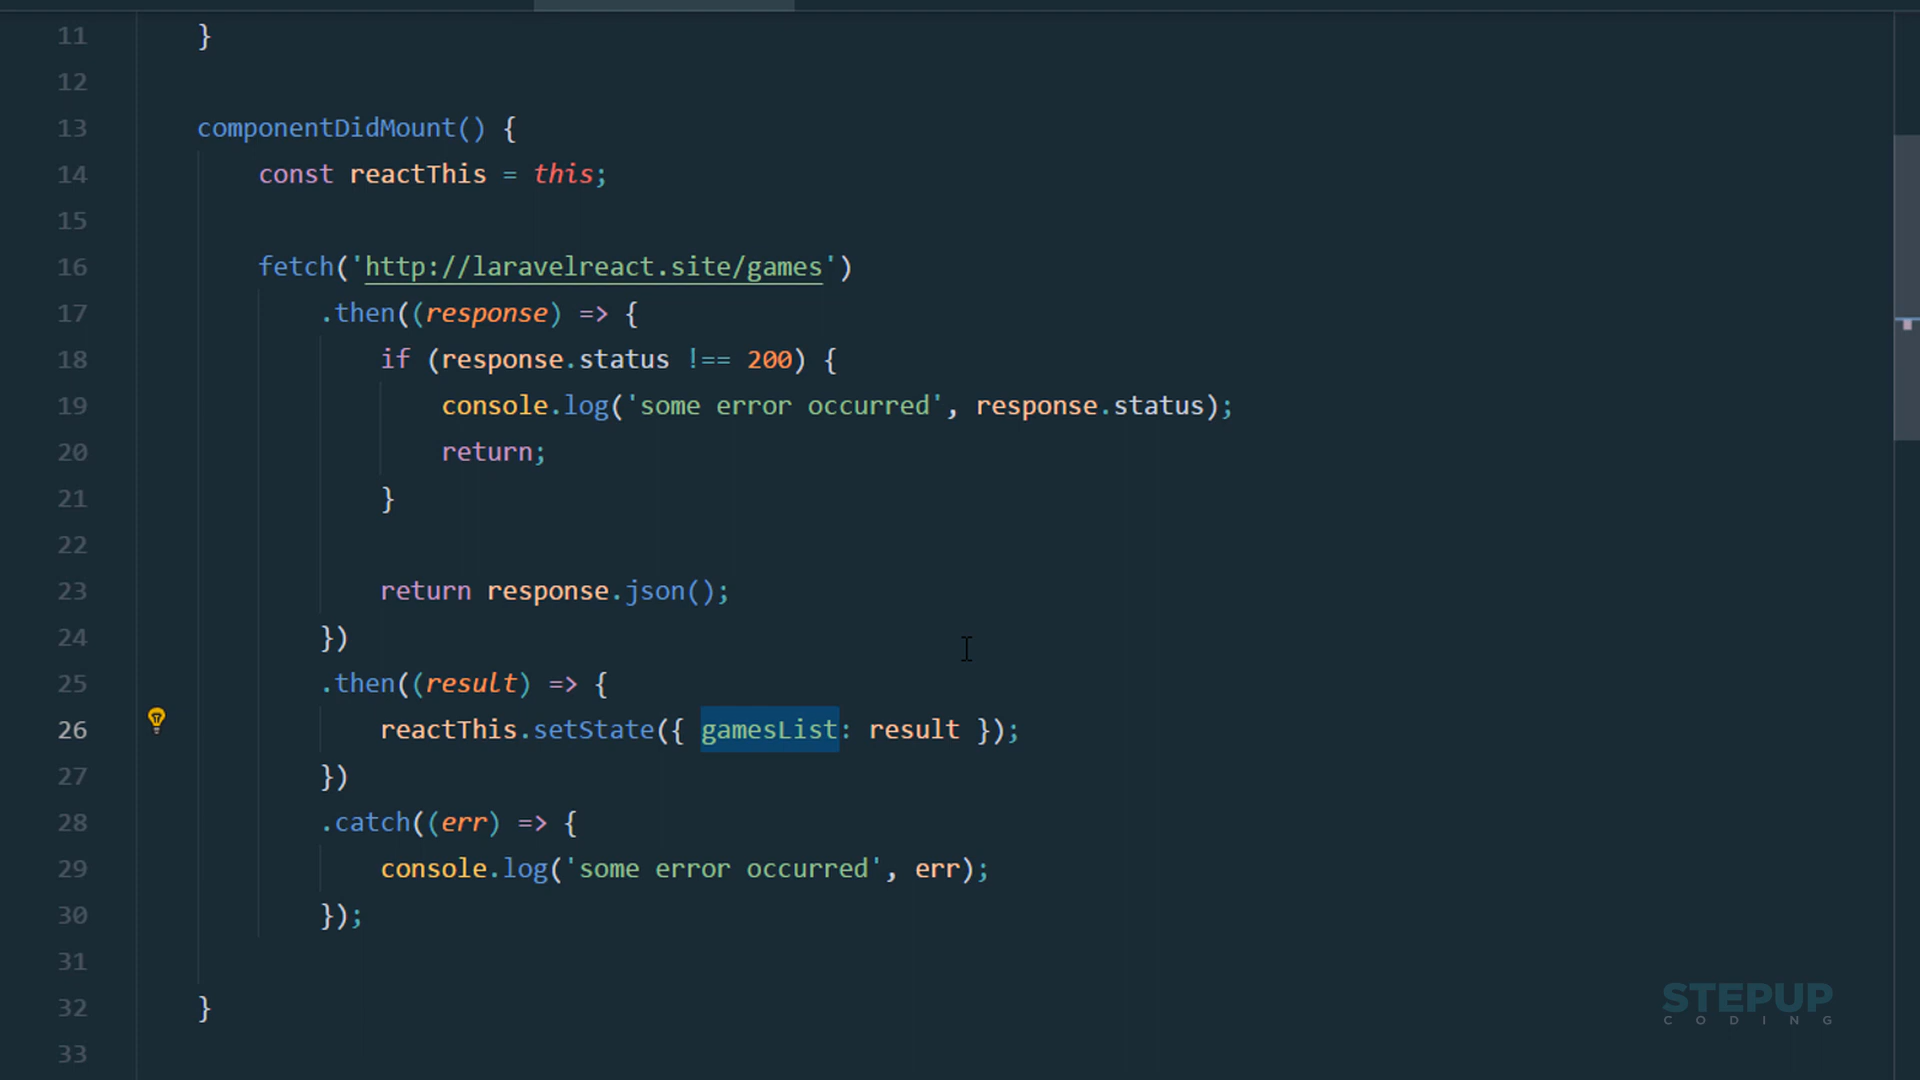 11 }
12
13 componentDidMount() {
14 const reactThis = this;
15
16 fetch('http://laravelreact.site/games')
17 .then((response) => {
18 if (response.status !== 200) {
19 console.log('some error occurred', response.status);
20 return;
21 }
22
23 return response.json();
24 })
25 .then((result) => {
26 reactThis.setState({ gamesList: result });
27 })
28 .catch((err) => {
29 console.log('some error occurred', err);
30 });
31
32 }
33
STEPUP
CODING